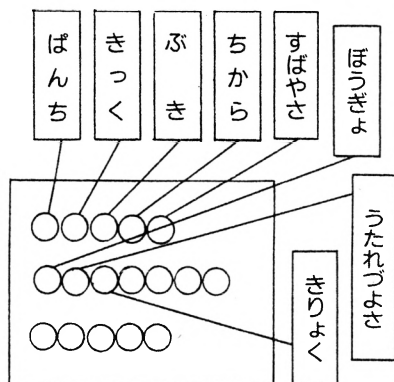 ぱんち
きっく
ぶき
ちから
すばやさ
ぼうぎょ
うたれづよさ
きりょく